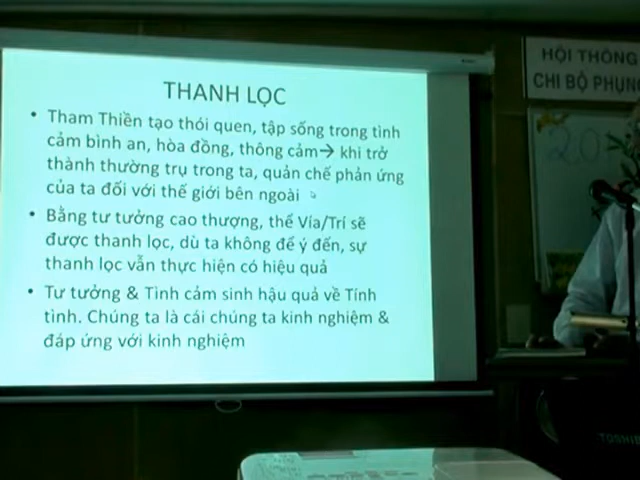 THANH LỌC
• Tham Thiền tạo thói quen, tập sống trong tình
cảm bình an, hòa đồng, thông cảm→ khi trở
thành thường trụ trong ta, quản chế phản ứng
của ta đối với thế giới bên ngoài
• Bằng tư tưởng cao thượng, thể Vía/Trí sẽ
được thanh lọc, dù ta không để ý đến, sự
thanh lọc vẫn thực hiện có hiệu quả
• Tư tưởng & Tình cảm sinh hậu quả về Tính
tình. Chúng ta là cái chúng ta kinh nghiệm &
đáp ứng với kinh nghiệm
HỘI THÔNG
CHI BỘ PHỤNG
TOSHIB